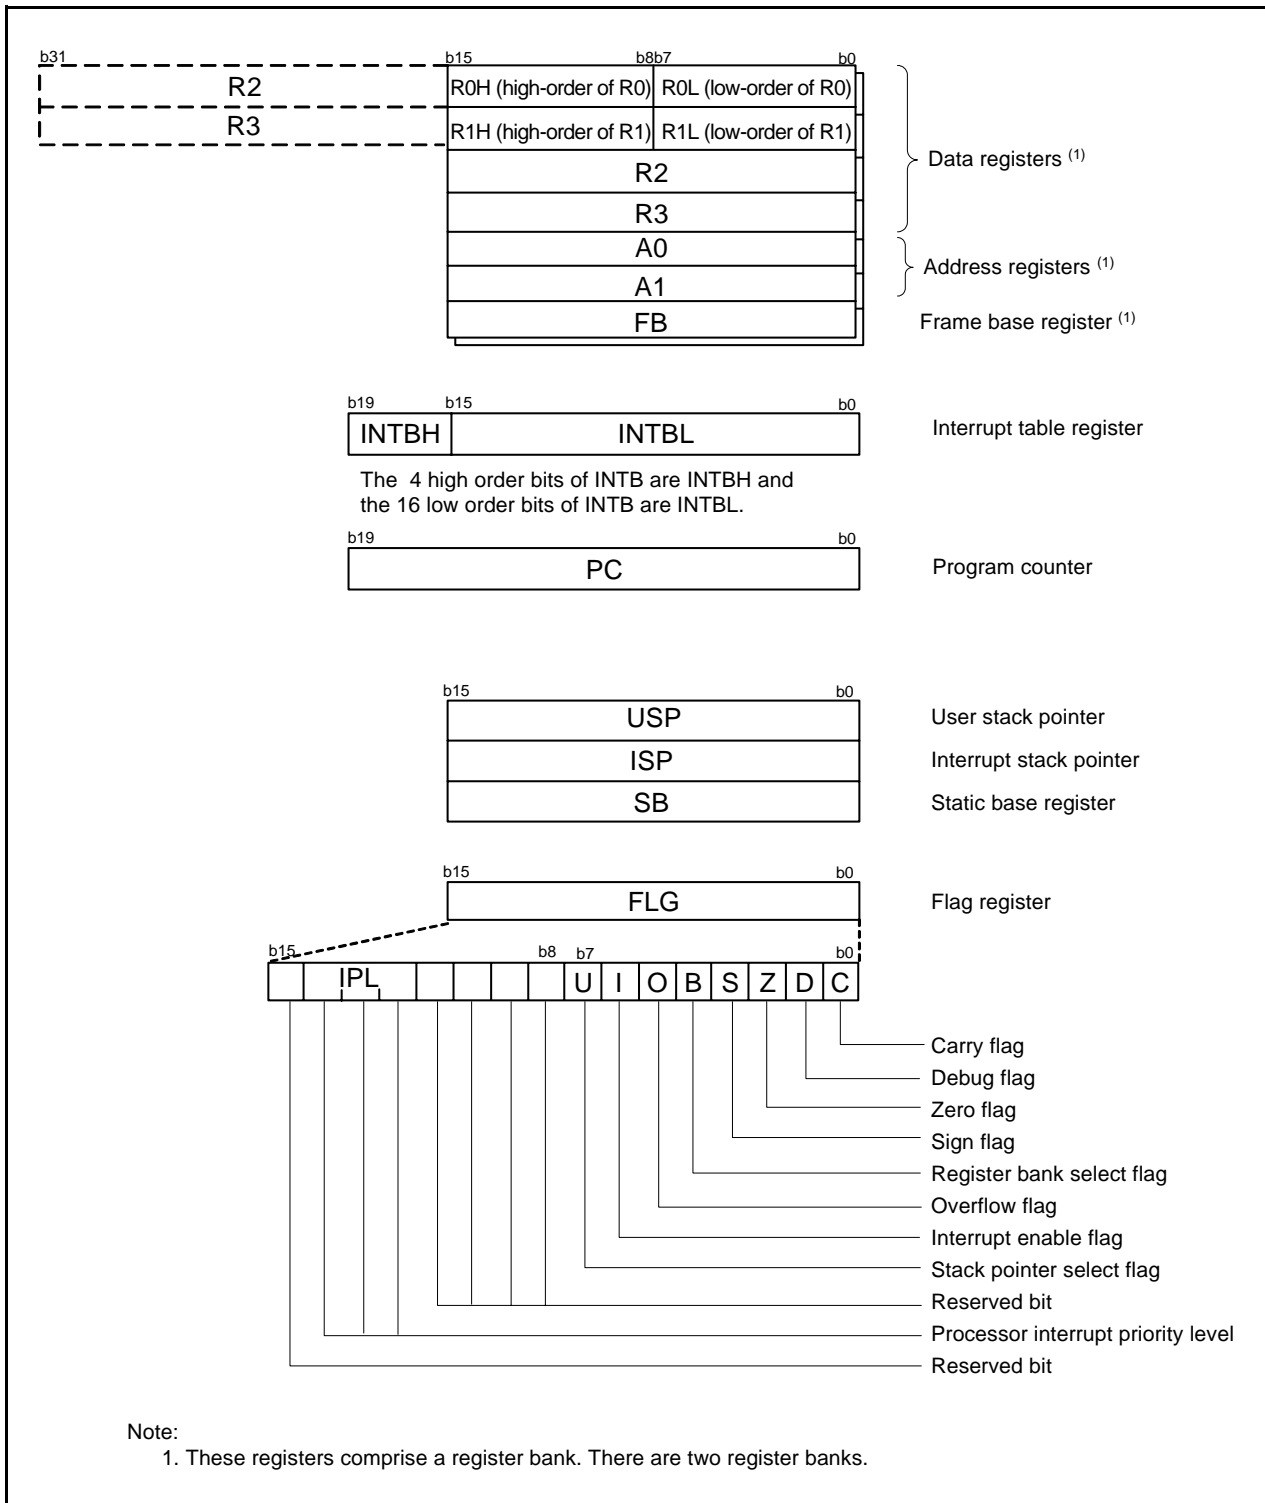 b31 b15 b8b7 b0
R2 R0H (high-order of R0) R0L (low-order of R0)
R3 R1H (high-order of R1) R1L (low-order of R1)
Data registers (1)
R2
R3
A0
Address registers (1)
A1
FB Frame base register (1)
b19 b15 b0
INTBH INTBL Interrupt table register
The 4 high order bits of INTB are INTBH and
the 16 low order bits of INTB are INTBL.
b19 b0
PC Program counter
b15 b0
USP User stack pointer
ISP Interrupt stack pointer
SB Static base register
b15 b0
FLG Flag register
b15 b8 b7 b0
IPL U I O B S Z D C
Carry flag
Debug flag
Zero flag
Sign flag
Register bank select flag
Overflow flag
Interrupt enable flag
Stack pointer select flag
Reserved bit
Processor interrupt priority level
Reserved bit
Note:
1. These registers comprise a register bank. There are two register banks.